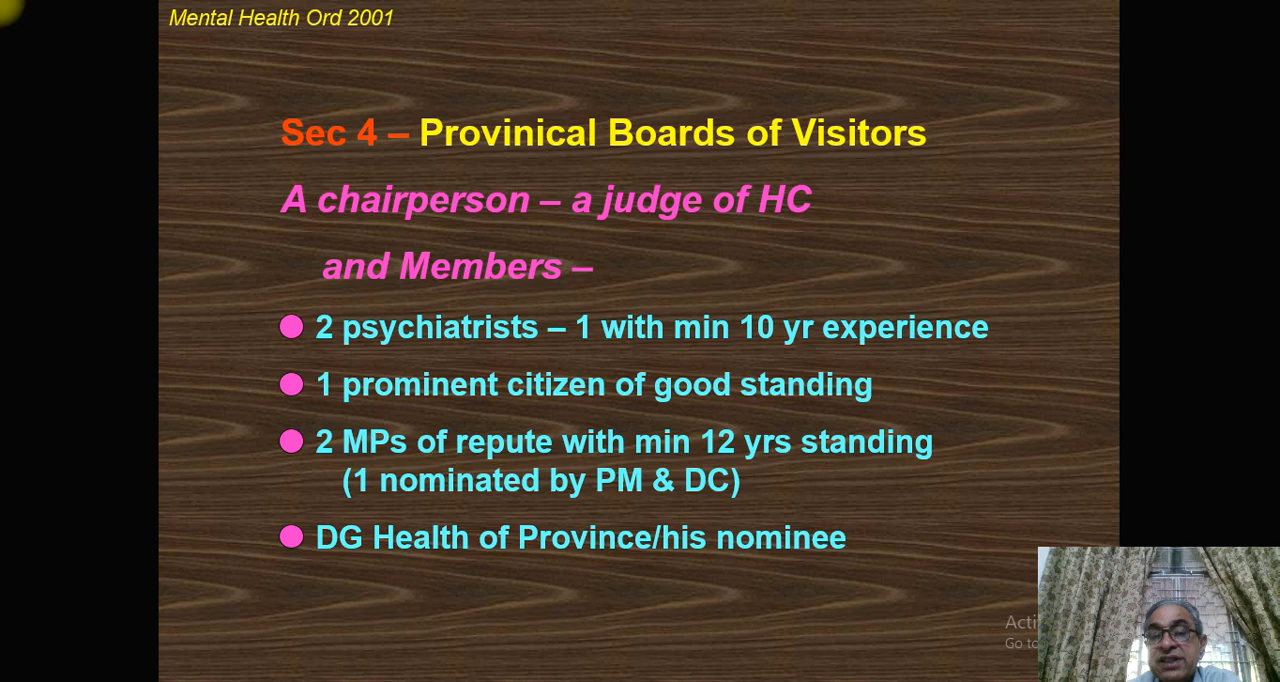 Mental Health Ord 2001
Sec 4 – Provinical Boards of Visitors
A chairperson – a judge of HC
and Members –
2 psychiatrists – 1 with min 10 yr experience
1 prominent citizen of good standing
2 MPs of repute with min 12 yrs standing
(1 nominated by PM & DC)
DG Health of Province/his nominee
Go to